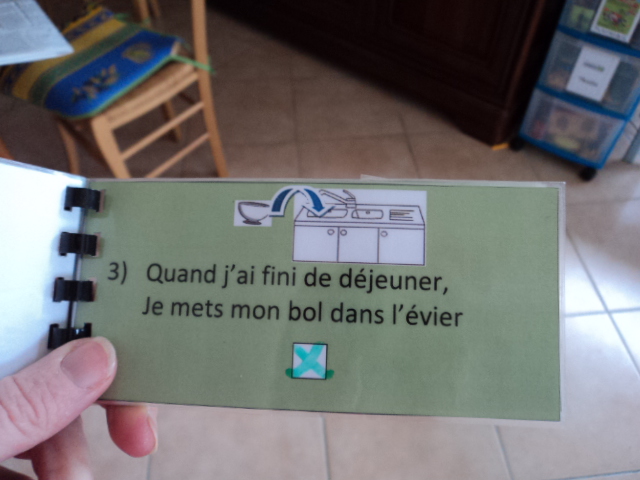 3) Quand j'ai fini de déjeuner,
Je mets mon bol dans l'évier